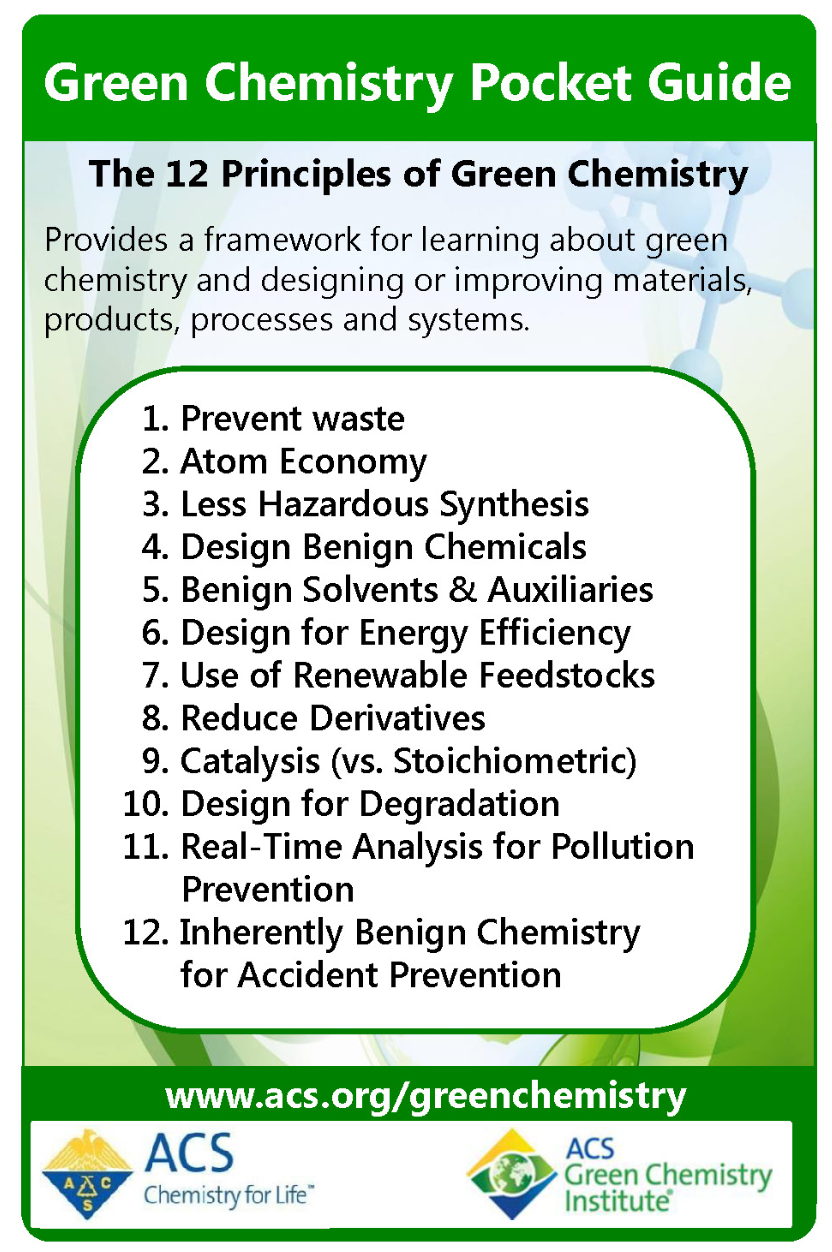 Green Chemistry Pocket Guide
The 12 Principles of Green Chemistry
Provides a framework for learning about green
chemistry and designing or improving materials,
products, processes and systems.
1. Prevent waste
2. Atom Economy
3. Less Hazardous Synthesis
4. Design Benign Chemicals
5. Benign Solvents & Auxiliaries
6. Design for Energy Efficiency
7. Use of Renewable Feedstocks
8. Reduce Derivatives
9. Catalysis (vs. Stoichiometric)
10. Design for Degradation
11. Real-Time Analysis for Pollution
Prevention
12. Inherently Benign Chemistry
for Accident Prevention
www.acs.org/greenchemistry
A C
S
ACS
Chemistry for Life™
ACS
Green Chemistry
Institute®